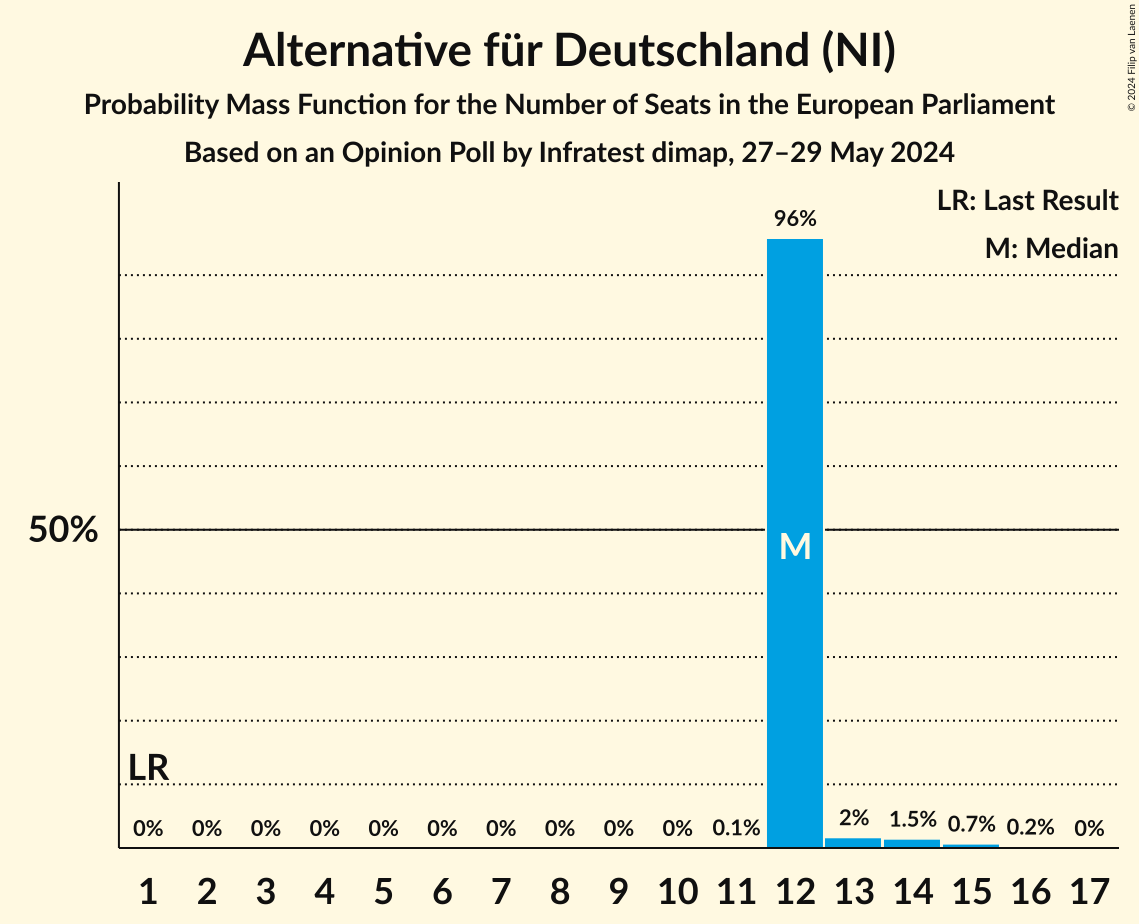 Alternative für Deutschland (NI)
Probability Mass Function for the Number of Seats in the European Parliament
Based on an Opinion Poll by Infratest dimap, 27–29 May 2024
© 2024 Filip van Laenen
LR: Last Result
M: Median
96%
50%
M
LR
0% 0% 0% 0% 0% 0% 0% 0% 0% 0% 0.1% 2% 1.5% 0.7% 0.2% 0%
1 2 3 4 5 6 7 8 9 10 11 12 13 14 15 16 17